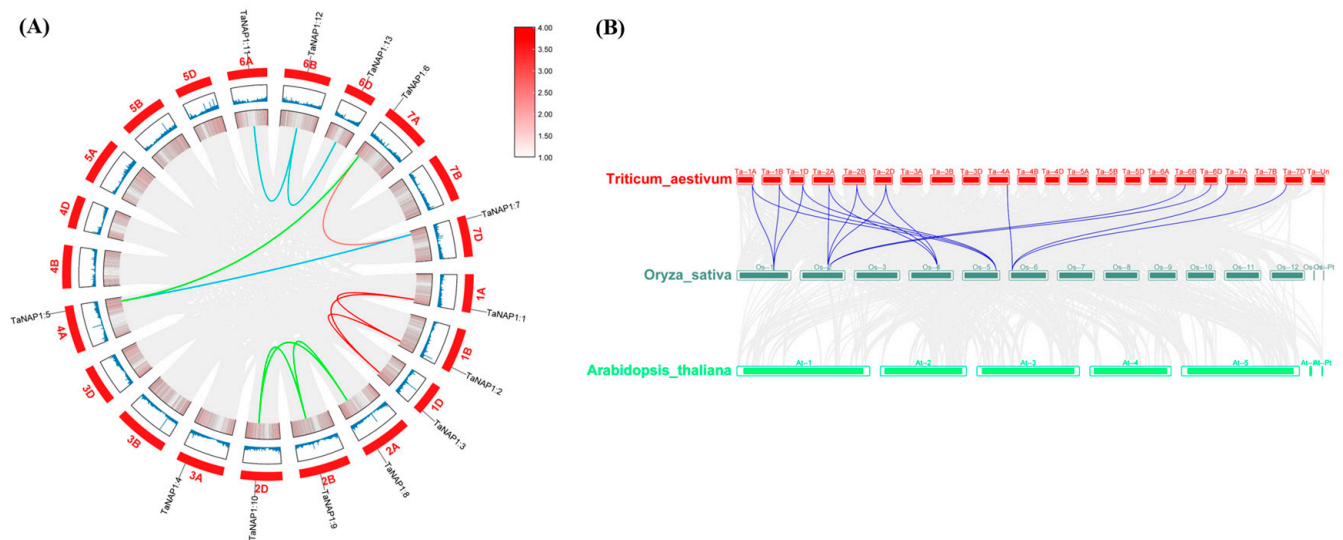 (A)
4.00
3.50
3.00
2.50
2.00
1.50
1.00
TaNAP1:11
TaNAP1:12
TaNAP1:13
TaNAP1:6
TaNAP1:7
TaNAP1:1
TaNAP1:2
TaNAP1:3
TaNAP1:8
TaNAP1:9
TaNAP1:10
TaNAP1:4
TaNAP1:5
6A
6B
6D
7A
7B
7D
1A
1B
1D
2A
2B
2D
3A
3B
3D
4A
4B
4D
5A
5B
5D
(B)
Triticum_aestivum
Ta-1A Ta-1B Ta-1D Ta-2A Ta-2B Ta-2D Ta-3A Ta-3B Ta-3D Ta-4A Ta-4B Ta-4D Ta-5A Ta-5B Ta-5D Ta-6A Ta-6B Ta-6D Ta-7A Ta-7B Ta-7D Ta-Un
Oryza_sativa
Os-1 Os-2 Os-3 Os-4 Os-5 Os-6 Os-7 Os-8 Os-9 Os-10 Os-11 Os-12
Arabidopsis_thaliana
At-1 At-2 At-3 At-4 At-5